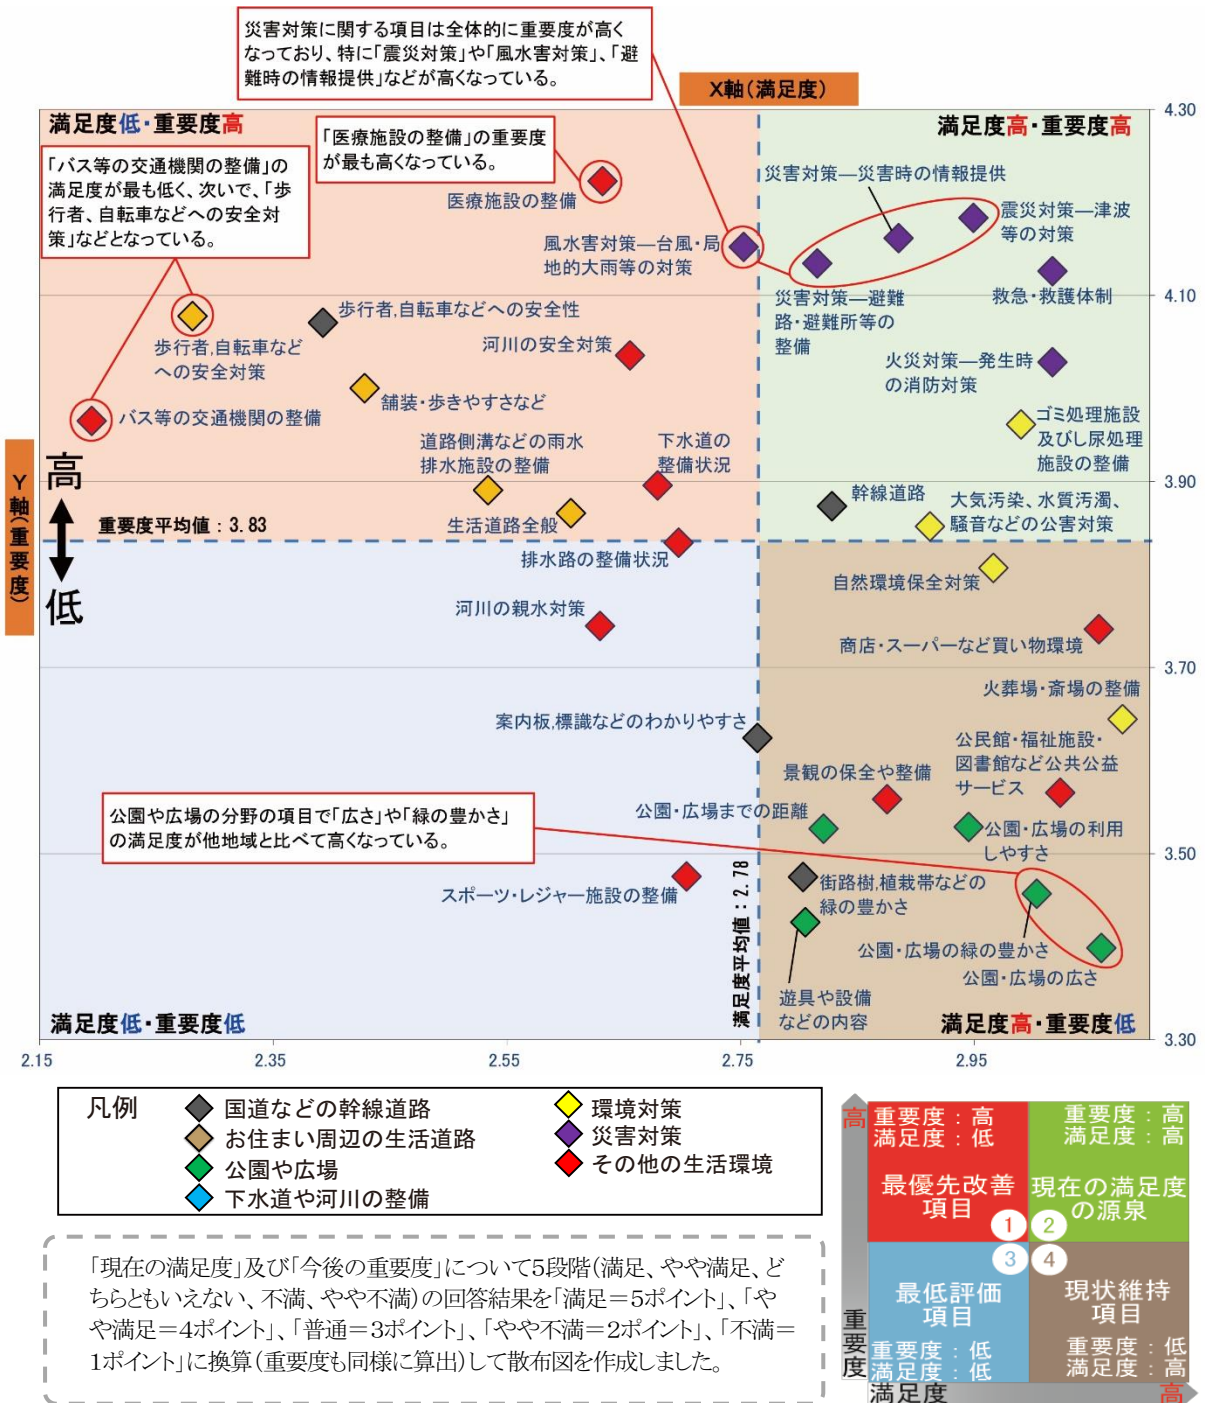 災害対策に関する項目は全体的に重要度が高く
なっており、特に「震災対策」や「風水害対策」、「避
難時の情報提供」などが高くなっている。
X軸(満足度)
満足度低・重要度高
満足度高・重要度高
4.30
「バス等の交通機関の整備」の
満足度が最も低く、次いで、「歩
行者、自転車などへの安全対
策」などとなっている。
「医療施設の整備」の重要度
が最も高くなっている。
医療施設の整備
災害対策―災害時の情報提供
震災対策―津波
等の対策
風水害対策―台風・局
地的大雨等の対策
災害対策―避難
路・避難所等の
整備
救急・救護体制
4.10
歩行者,自転車などへの安全性
歩行者,自転車など
への安全対策
河川の安全対策
火災対策―発生時
の消防対策
舗装・歩きやすさなど
バス等の交通機関の整備
ゴミ処理施設
及びし尿処理
施設の整備
道路側溝などの雨水
排水施設の整備
下水道の
整備状況
3.90
幹線道路
大気汚染、水質汚濁、
騒音などの公害対策
生活道路全般
Y軸(重要度)
高
低
重要度平均値：3.83
排水路の整備状況
自然環境保全対策
河川の親水対策
商店・スーパーなど買い物環境
3.70
火葬場・斎場の整備
案内板,標識などのわかりやすさ
公民館・福祉施設・
図書館など公共公益
サービス
景観の保全や整備
公園・広場までの距離
公園・広場の利用
しやすさ
公園や広場の分野の項目で「広さ」や「緑の豊かさ」
の満足度が他地域と比べて高くなっている。
3.50
スポーツ・レジャー施設の整備
街路樹,植栽帯などの
緑の豊かさ
満足度平均値：2.78
公園・広場の緑の豊かさ
公園・広場の広さ
遊具や設備
などの内容
満足度低・重要度低
満足度高・重要度低
3.30
2.15
2.35
2.55
2.75
2.95
凡例
国道などの幹線道路
お住まい周辺の生活道路
公園や広場
下水道や河川の整備
環境対策
災害対策
その他の生活環境
「現在の満足度」及び「今後の重要度」について5段階(満足、やや満足、ど
ちらともいえない、不満、やや不満)の回答結果を「満足＝5ポイント」、「や
や満足＝4ポイント」、「普通＝3ポイント」、「やや不満＝2ポイント」、「不満＝
1ポイント」に換算(重要度も同様に算出)して散布図を作成しました。
高
重要度：高
満足度：低
最優先改善
項目
1
重要度：高
満足度：高
現在の満足度
の源泉
2
3
最低評価
項目
重要度：低
満足度：低
4
現状維持
項目
重要度：低
満足度：高
重要度
満足度
高